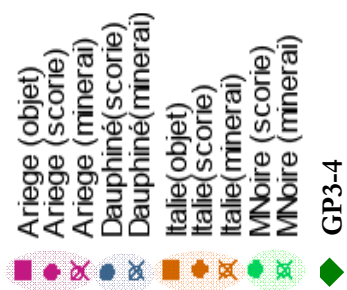 Ariege (objet)
Ariege (scorie)
Ariege (minerai)
Dauphiné(scorie)
Dauphiné(minerai)
Italie(objet)
Italie(scorie)
Italie(minerai)
MNoire (scorie)
MNoire (minerai)
GP3-4